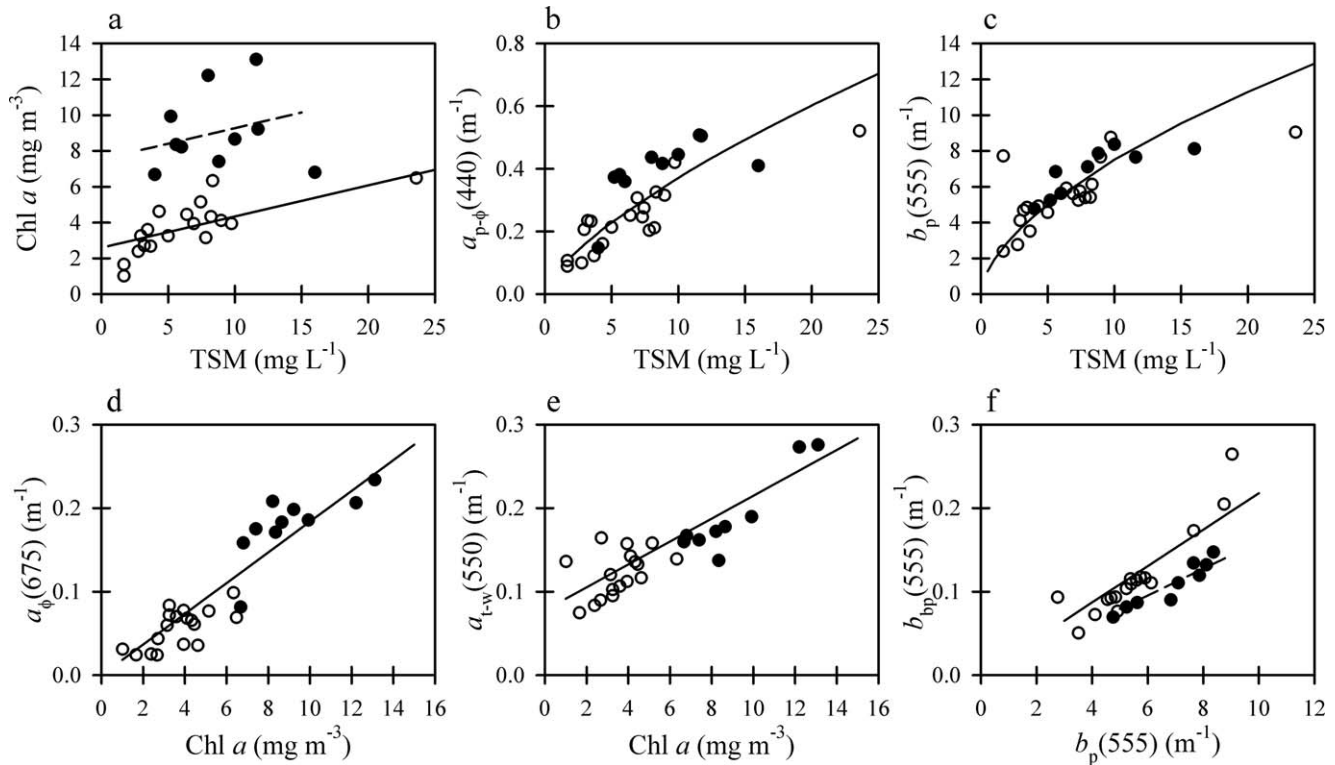 a
14
12
10
8
6
4
2
0
0 5 10 15 20 25
Chl a (mg m⁻³)
TSM (mg L⁻¹)
b
0.8
0.6
0.4
0.2
0.0
0 5 10 15 20 25
aₚ₋ϕ(440) (m⁻¹)
TSM (mg L⁻¹)
c
14
12
10
8
6
4
2
0
0 5 10 15 20 25
bₚ(555) (m⁻¹)
TSM (mg L⁻¹)
d
0.3
0.2
0.1
0.0
0 2 4 6 8 10 12 14 16
aϕ(675) (m⁻¹)
Chl a (mg m⁻³)
e
0.3
0.2
0.1
0.0
0 2 4 6 8 10 12 14 16
at-w(550) (m⁻¹)
Chl a (mg m⁻³)
f
0.3
0.2
0.1
0.0
0 2 4 6 8 10 12
bbp(555) (m⁻¹)
bₚ(555) (m⁻¹)